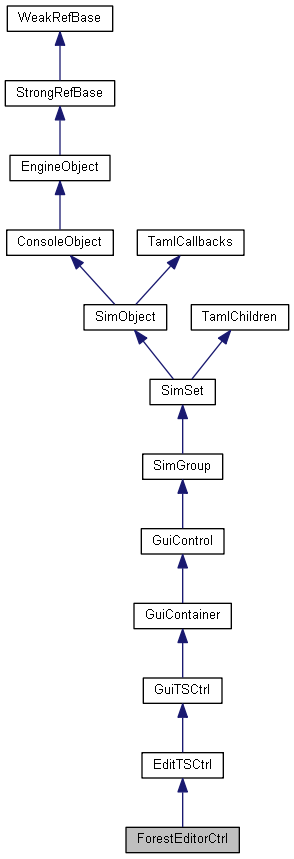 WeakRefBase
StrongRefBase
EngineObject
ConsoleObject
TamlCallbacks
SimObject
TamlChildren
SimSet
SimGroup
GuiControl
GuiContainer
GuiTSCtrl
EditTSCtrl
ForestEditorCtrl